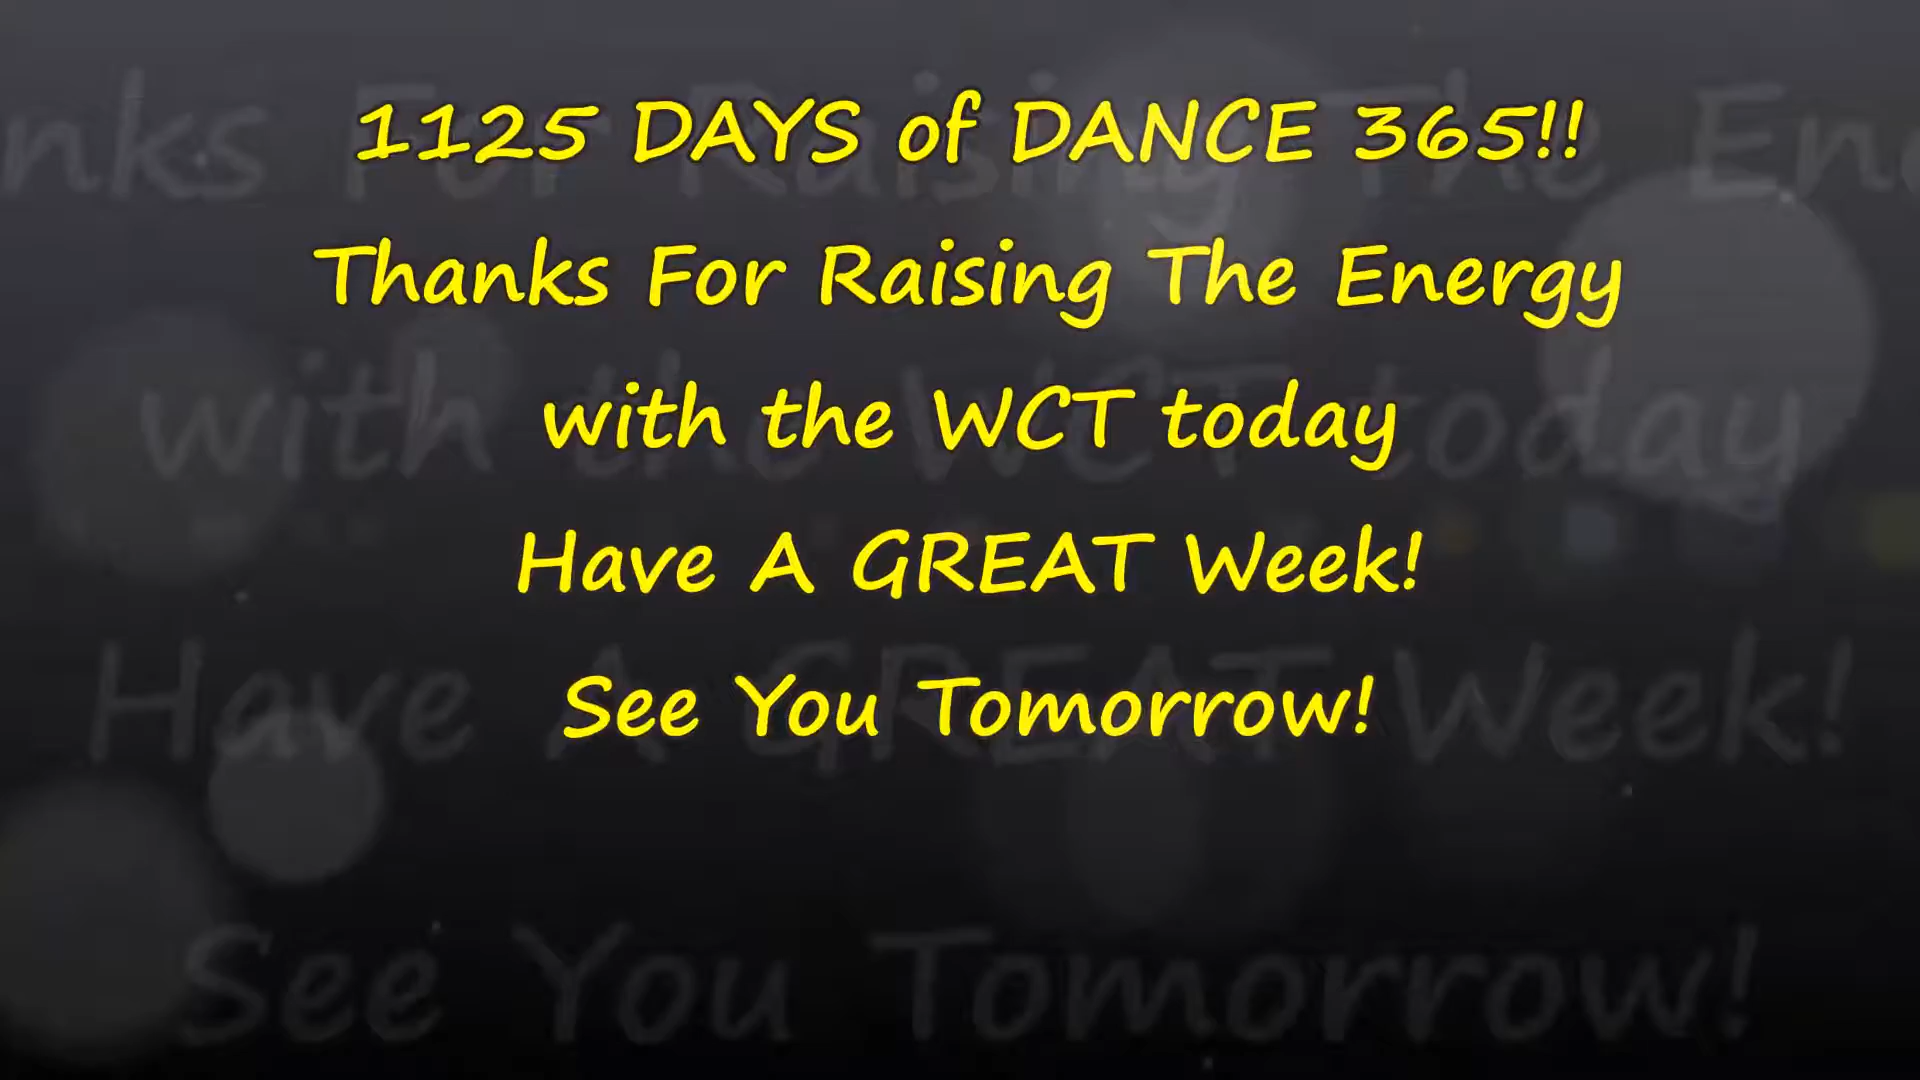 1125 DAYS of DANCE 365!!
Thanks For Raising The Energy
with the WCT today
Have A GREAT Week!
See You Tomorrow!